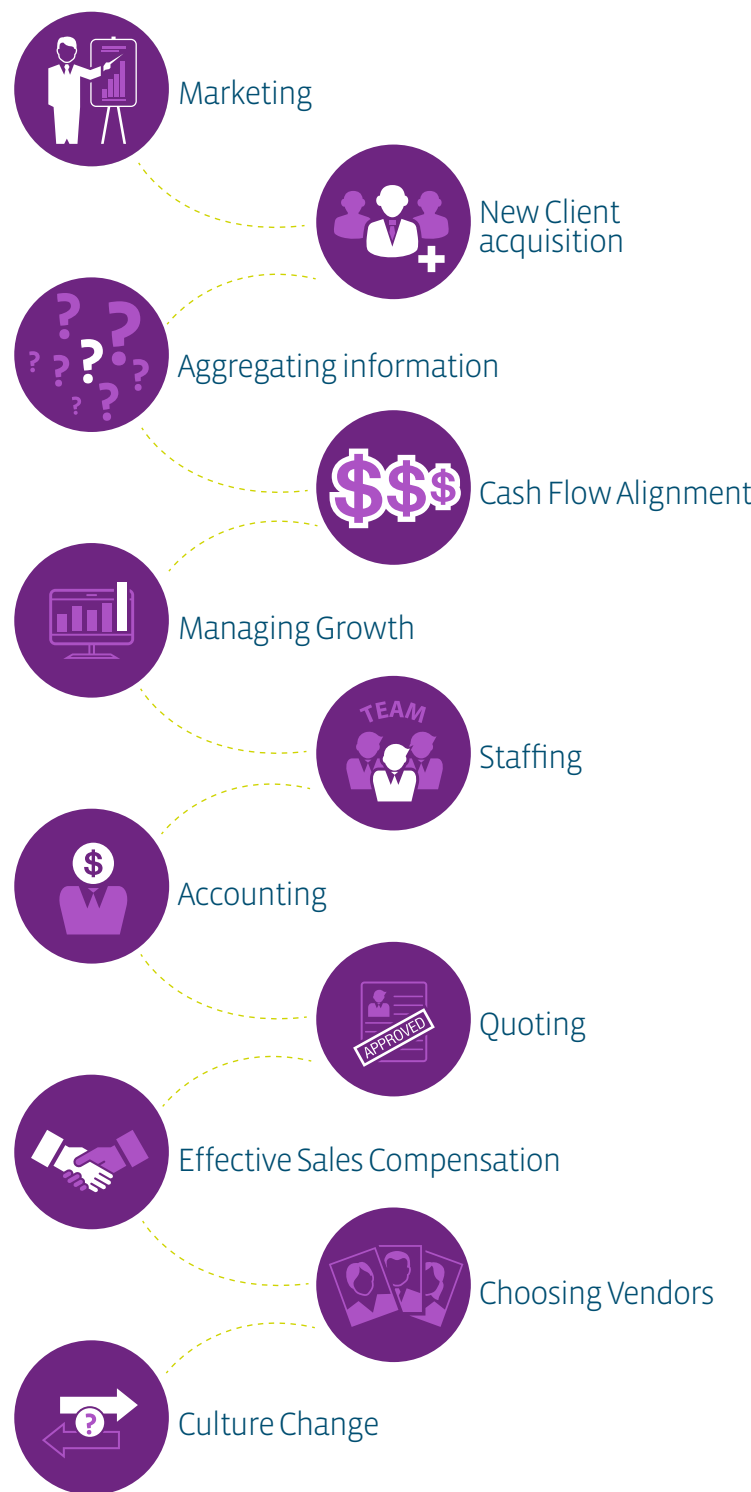 Marketing
New Client
acquisition
? ? ? ? ? ? ? ?
Aggregating information
$$$
Cash Flow Alignment
Managing Growth
TEAM
Staffing
$
Accounting
APPROVED
Quoting
Effective Sales Compensation
Choosing Vendors
?
Culture Change